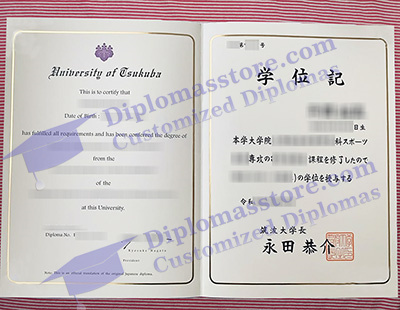 University of Tsukuba
This is to certify that
Date of Birth:
has fulfilled all requirements and has been conferred the degree of
from the
of the
at this University.
Diploma No.
President
学位記
号
日生
本学大学院
科スポーツ
専攻の
課程を修了したので
の学位を授与する
令和
筑波大学長
永田恭介
Diplomasstore.com
Customized Diplomas
Diplomasstore.com
Customized Diplomas